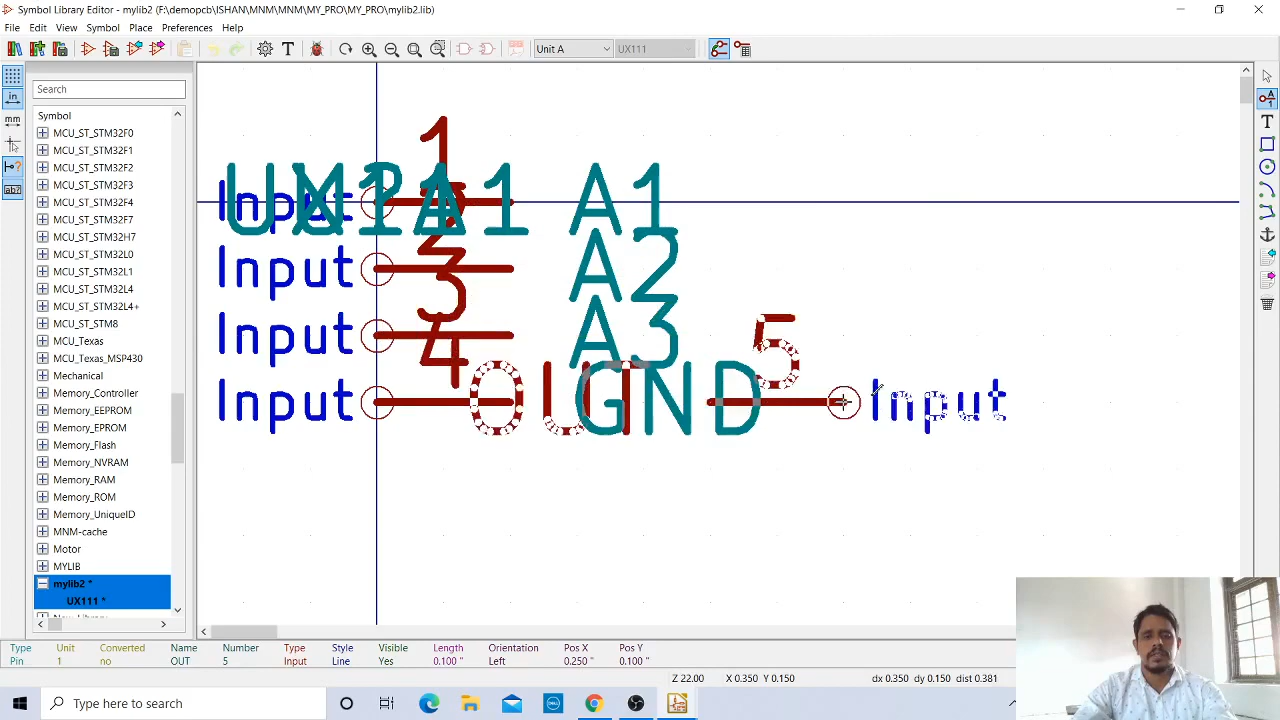 Symbol Library Editor - mylib2 (F:\demopcb\ISHAN\MNM\MNM\MY_PRO\MY_PRO\mylib2.lib)
File Edit View Symbol Place Preferences Help
Unit A UX111
Search
Symbol
MCU_ST_STM32F0
MCU_ST_STM32F1
MCU_ST_STM32F2
MCU_ST_STM32F3
MCU_ST_STM32F4
MCU_ST_STM32F7
MCU_ST_STM32H7
MCU_ST_STM32L0
MCU_ST_STM32L1
MCU_ST_STM32L4
MCU_ST_STM32L4+
MCU_ST_STM8
MCU_Texas
MCU_Texas_MSP430
Mechanical
Memory_Controller
Memory_EEPROM
Memory_EPROM
Memory_Flash
Memory_NVRAM
Memory_RAM
Memory_ROM
Memory_UniqueID
MNM-cache
Motor
MYLIB
mylib2 *
UX111 *
in
mm
1
Input A1
Input A2
3
Input A3
4 5
Input OUT GND Input
Type Unit Converted Name Number Type Style Visible Length Orientation Pos X Pos Y
Pin 1 no OUT 5 Input Line Yes 0.100" Left 0.250" 0.100"
Z 22.00 X 0.350 Y 0.150 dx 0.350 dy 0.150 dist 0.381
Type here to search